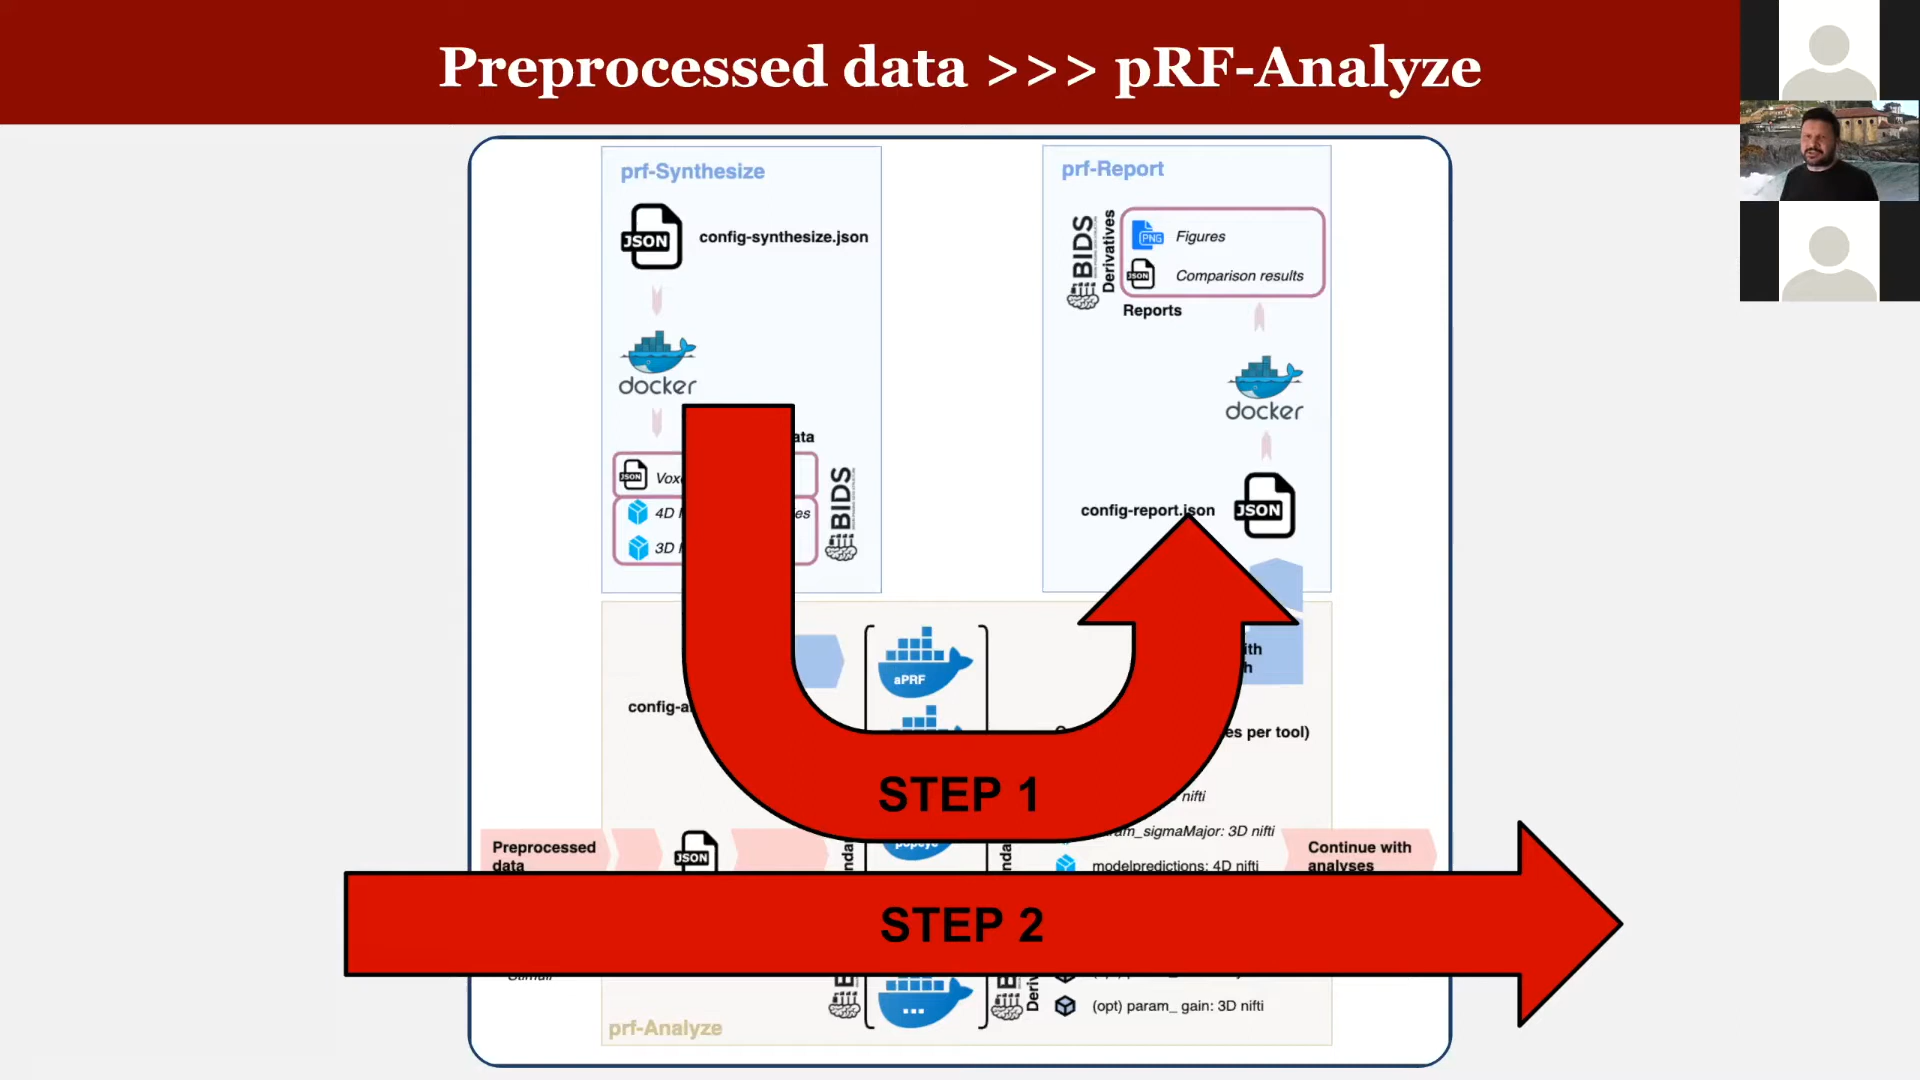 Preprocessed data >>> pRF-Analyze
prf-Synthesize
JSON
config-synthesize.json
docker
ata
JSON
Vox
4D
es
3D
BIDS
prf-Report
BIDS
Derivatives
PNG
Figures
JSON
Comparison results
Reports
docker
config-report.json
JSON
ith
h
aPRF
config-a
es per tool)
STEP 1
nifti
am_sigmaMajor: 3D nifti
popeye
Preprocessed
data
JSON
nda
nda
modelpredictions: 4D nifti
Continue with
analyses
STEP 2
Stimuli
...
Deri
(opt) param_ gain: 3D nifti
prf-Analyze